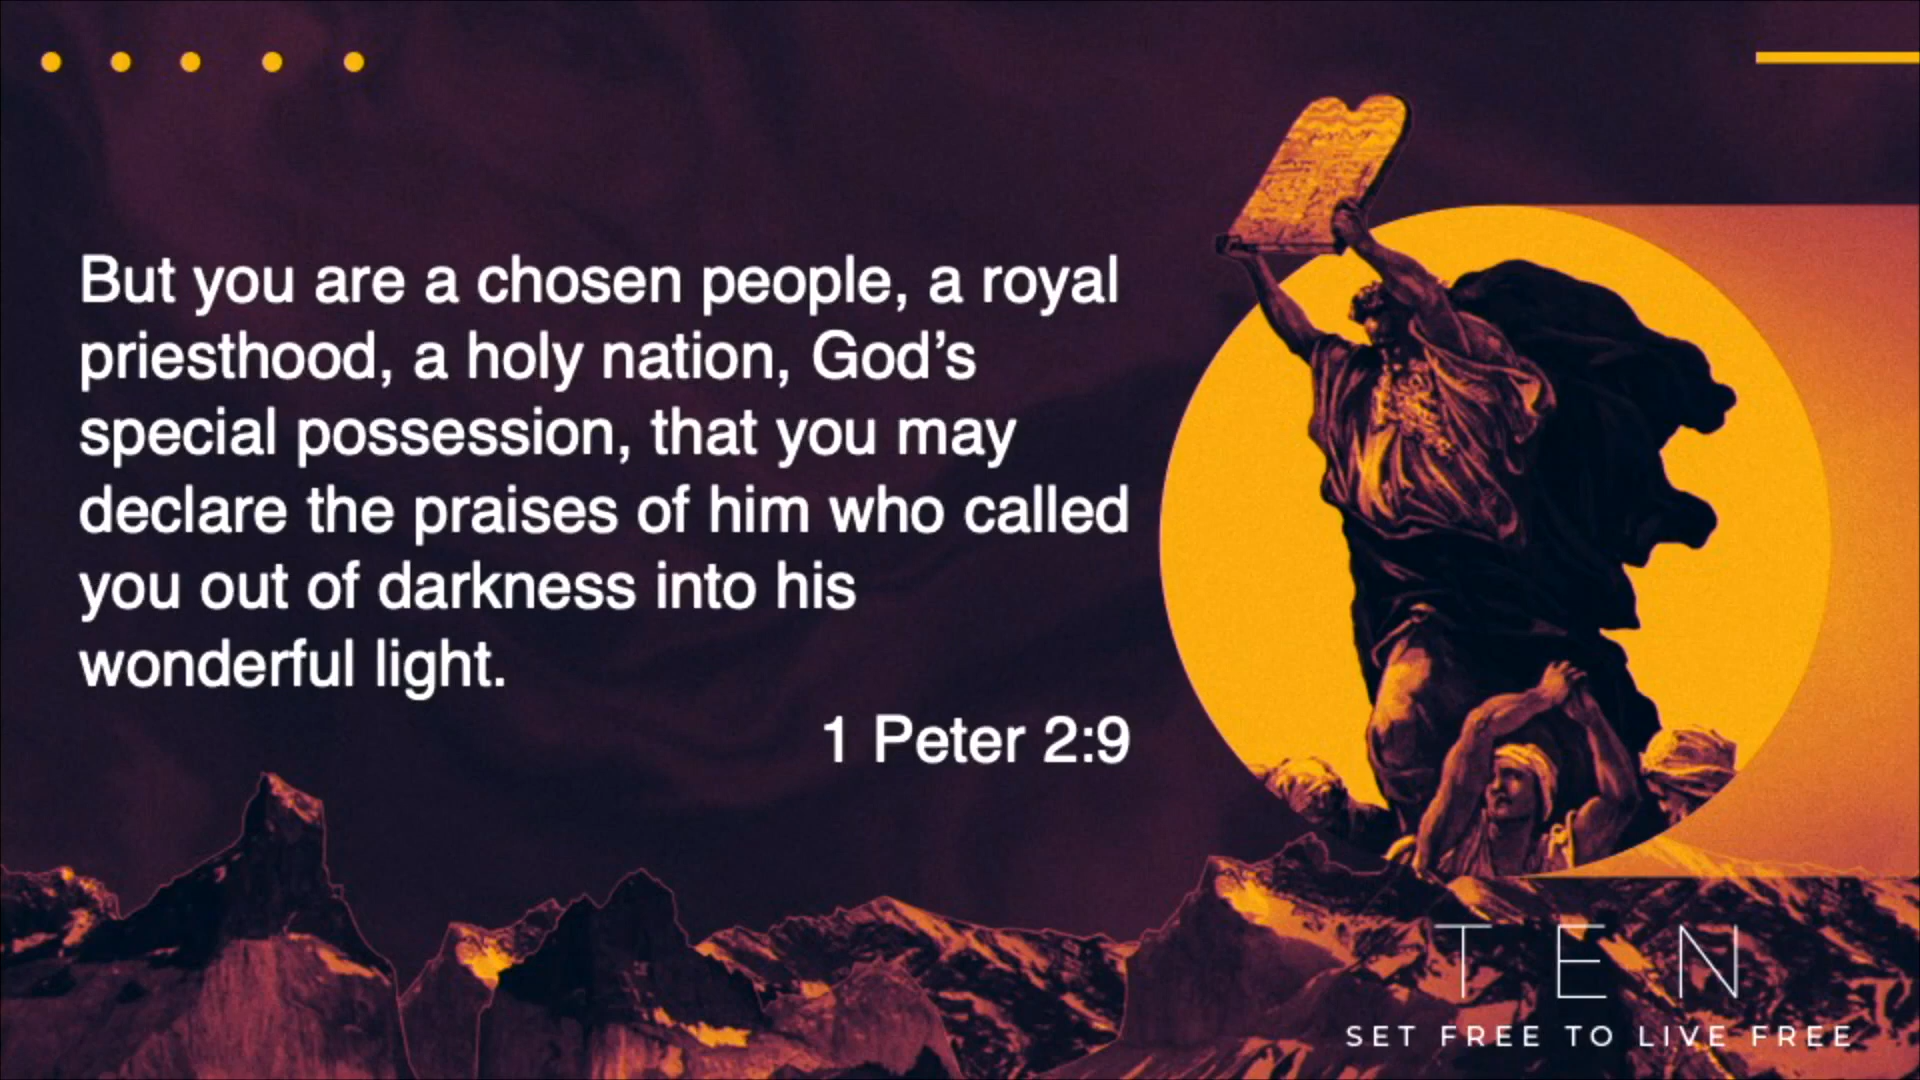 But you are a chosen people, a royal
priesthood, a holy nation, God’s
special possession, that you may
declare the praises of him who called
you out of darkness into his
wonderful light.
1 Peter 2:9
TEN
SET FREE TO LIVE FREE